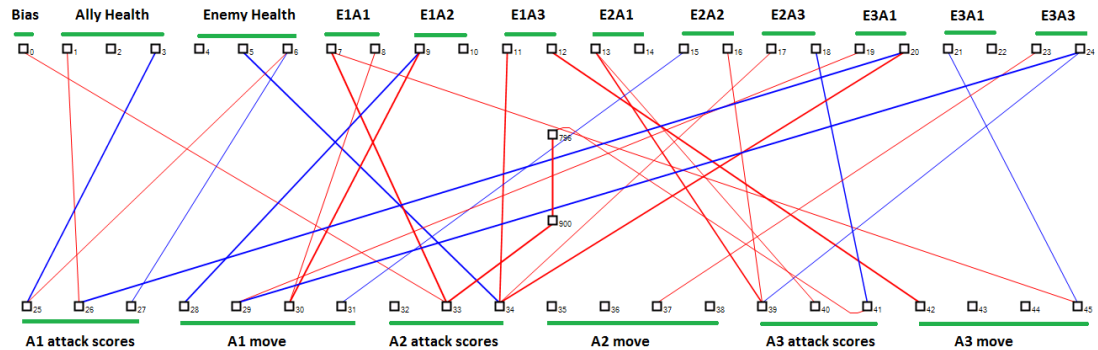 Bias Ally Health Enemy Health E1A1 E1A2 E1A3 E2A1 E2A2 E2A3 E3A1 E3A1 E3A3
0 1 2 3 4 5 6 7 8 9 10 11 12 13 14 15 16 17 18 19 20 21 22 23 24
796
900
25 26 27 28 29 30 31 32 33 34 35 36 37 38 39 40 41 42 43 44 45
A1 attack scores A1 move A2 attack scores A2 move A3 attack scores A3 move